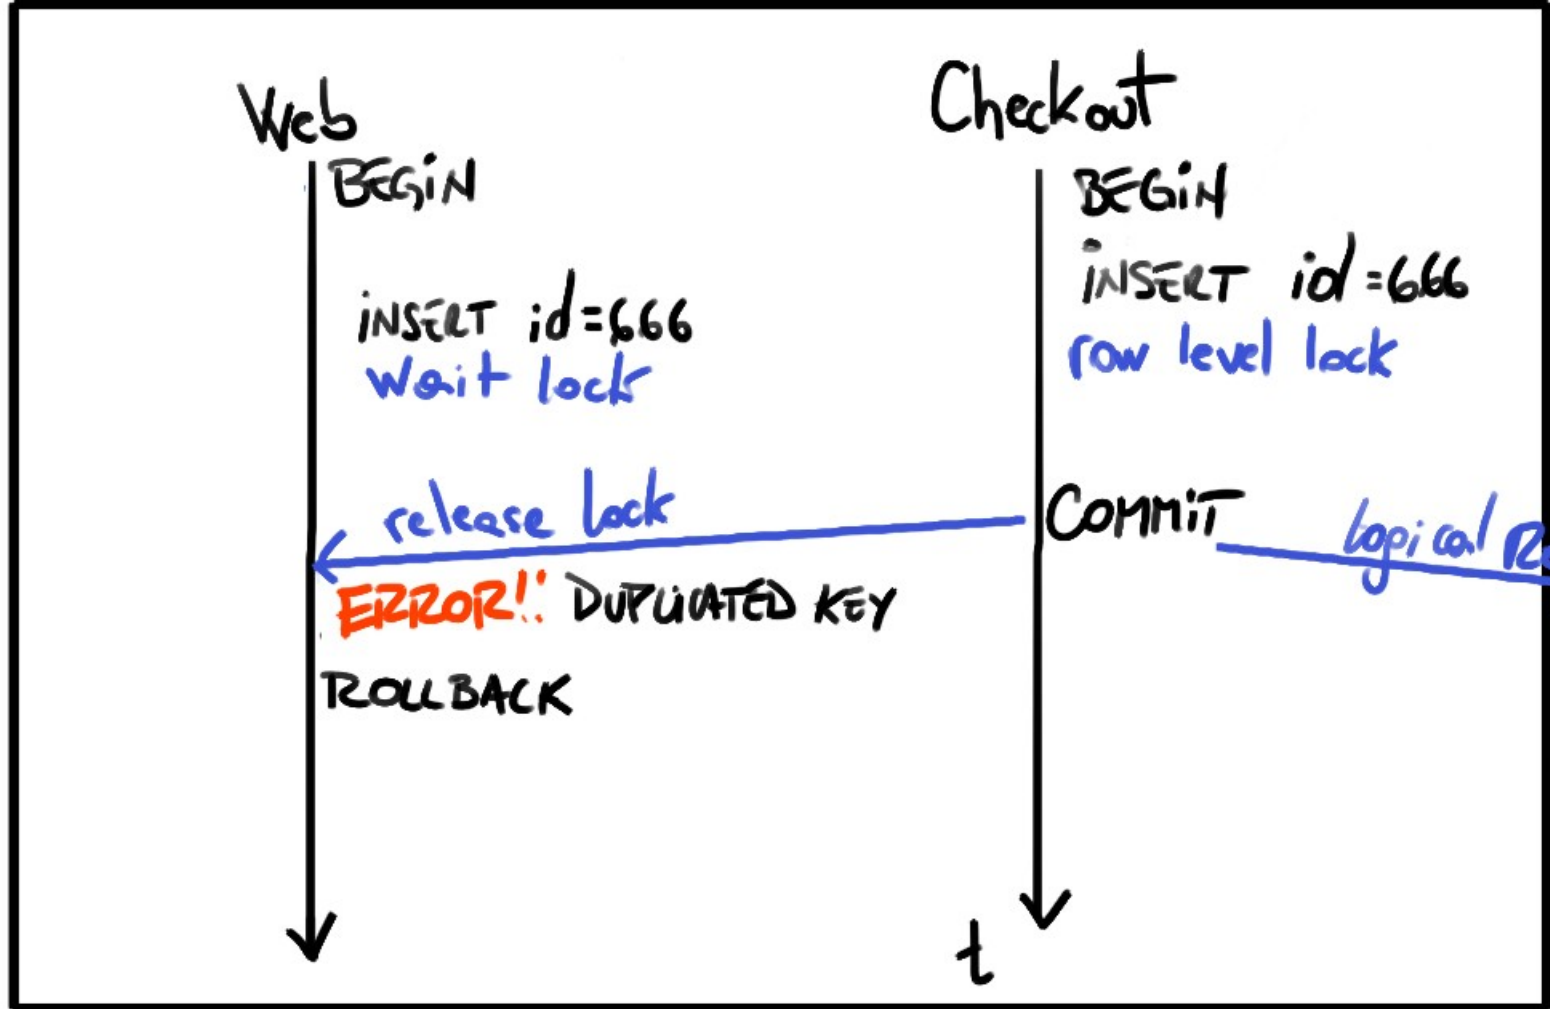 Web
BEGIN
INSERT id=666
wait lock
release lock
ERROR!! DUPLICATED KEY
ROLLBACK
Checkout
BEGIN
INSERT id=666
row level lock
COMMIT
logical
t